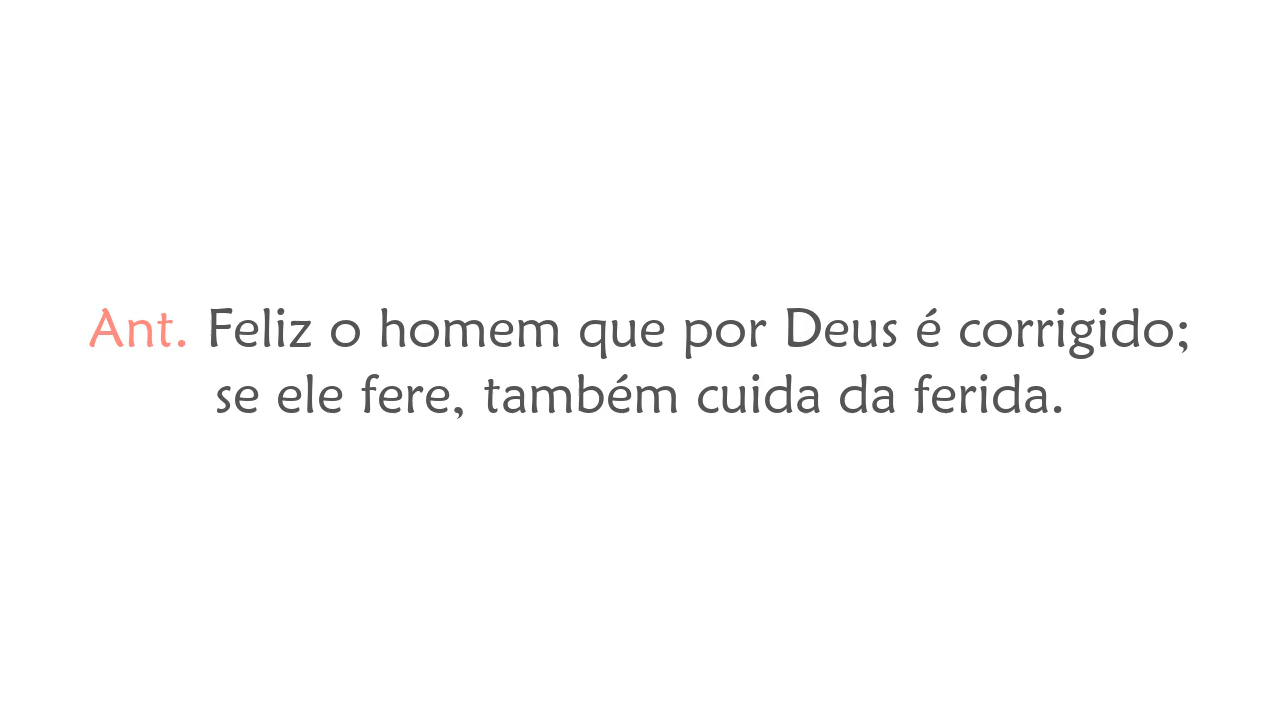 Ant. Feliz o homem que por Deus é corrigido;
se ele fere, também cuida da ferida.